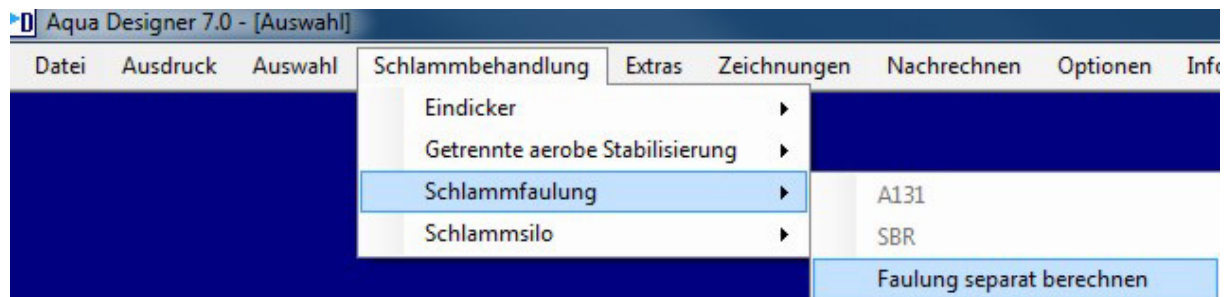 Aqua Designer 7.0 - [Auswahl]
Datei Ausdruck Auswahl Schlammbehandlung Extras Zeichnungen Nachrechnen Optionen Info
Eindicker
Getrennte aerobe Stabilisierung
Schlammfaulung
A131
Schlammsilo
SBR
Faulung separat berechnen